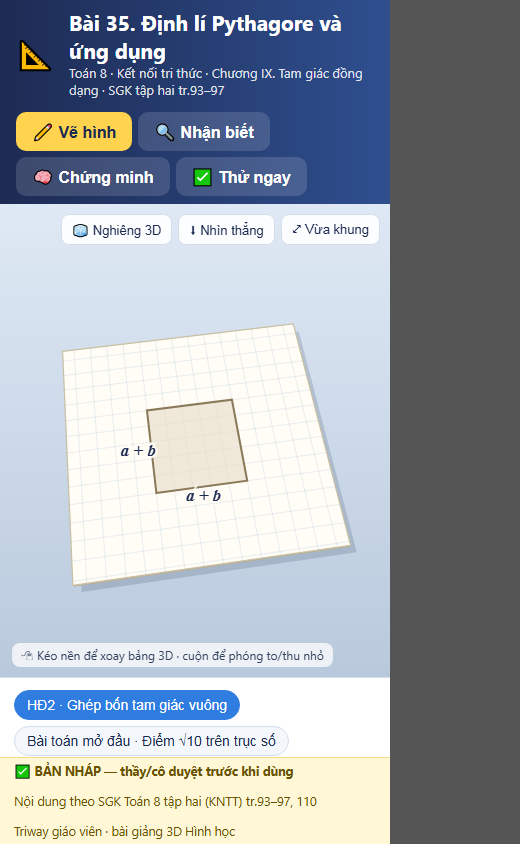 Bài 35. Định lí Pythagore và
ứng dụng
Toán 8 · Kết nối tri thức · Chương IX. Tam giác đồng
dạng · SGK tập hai tr.93–97
✏️ Vẽ hình
🔍 Nhận biết
🧠 Chứng minh
✅ Thử ngay
🧊 Nghiêng 3D
⬇ Nhìn thẳng
⤢ Vừa khung
a + b
a + b
🖱 Kéo nền để xoay bảng 3D · cuộn để phóng to/thu nhỏ
HĐ2 · Ghép bốn tam giác vuông
Bài toán mở đầu · Điểm √10 trên trục số
✅ BẢN NHÁP — thầy/cô duyệt trước khi dùng
Nội dung theo SGK Toán 8 tập hai (KNTT) tr.93–97, 110
Triway giáo viên · bài giảng 3D Hình học